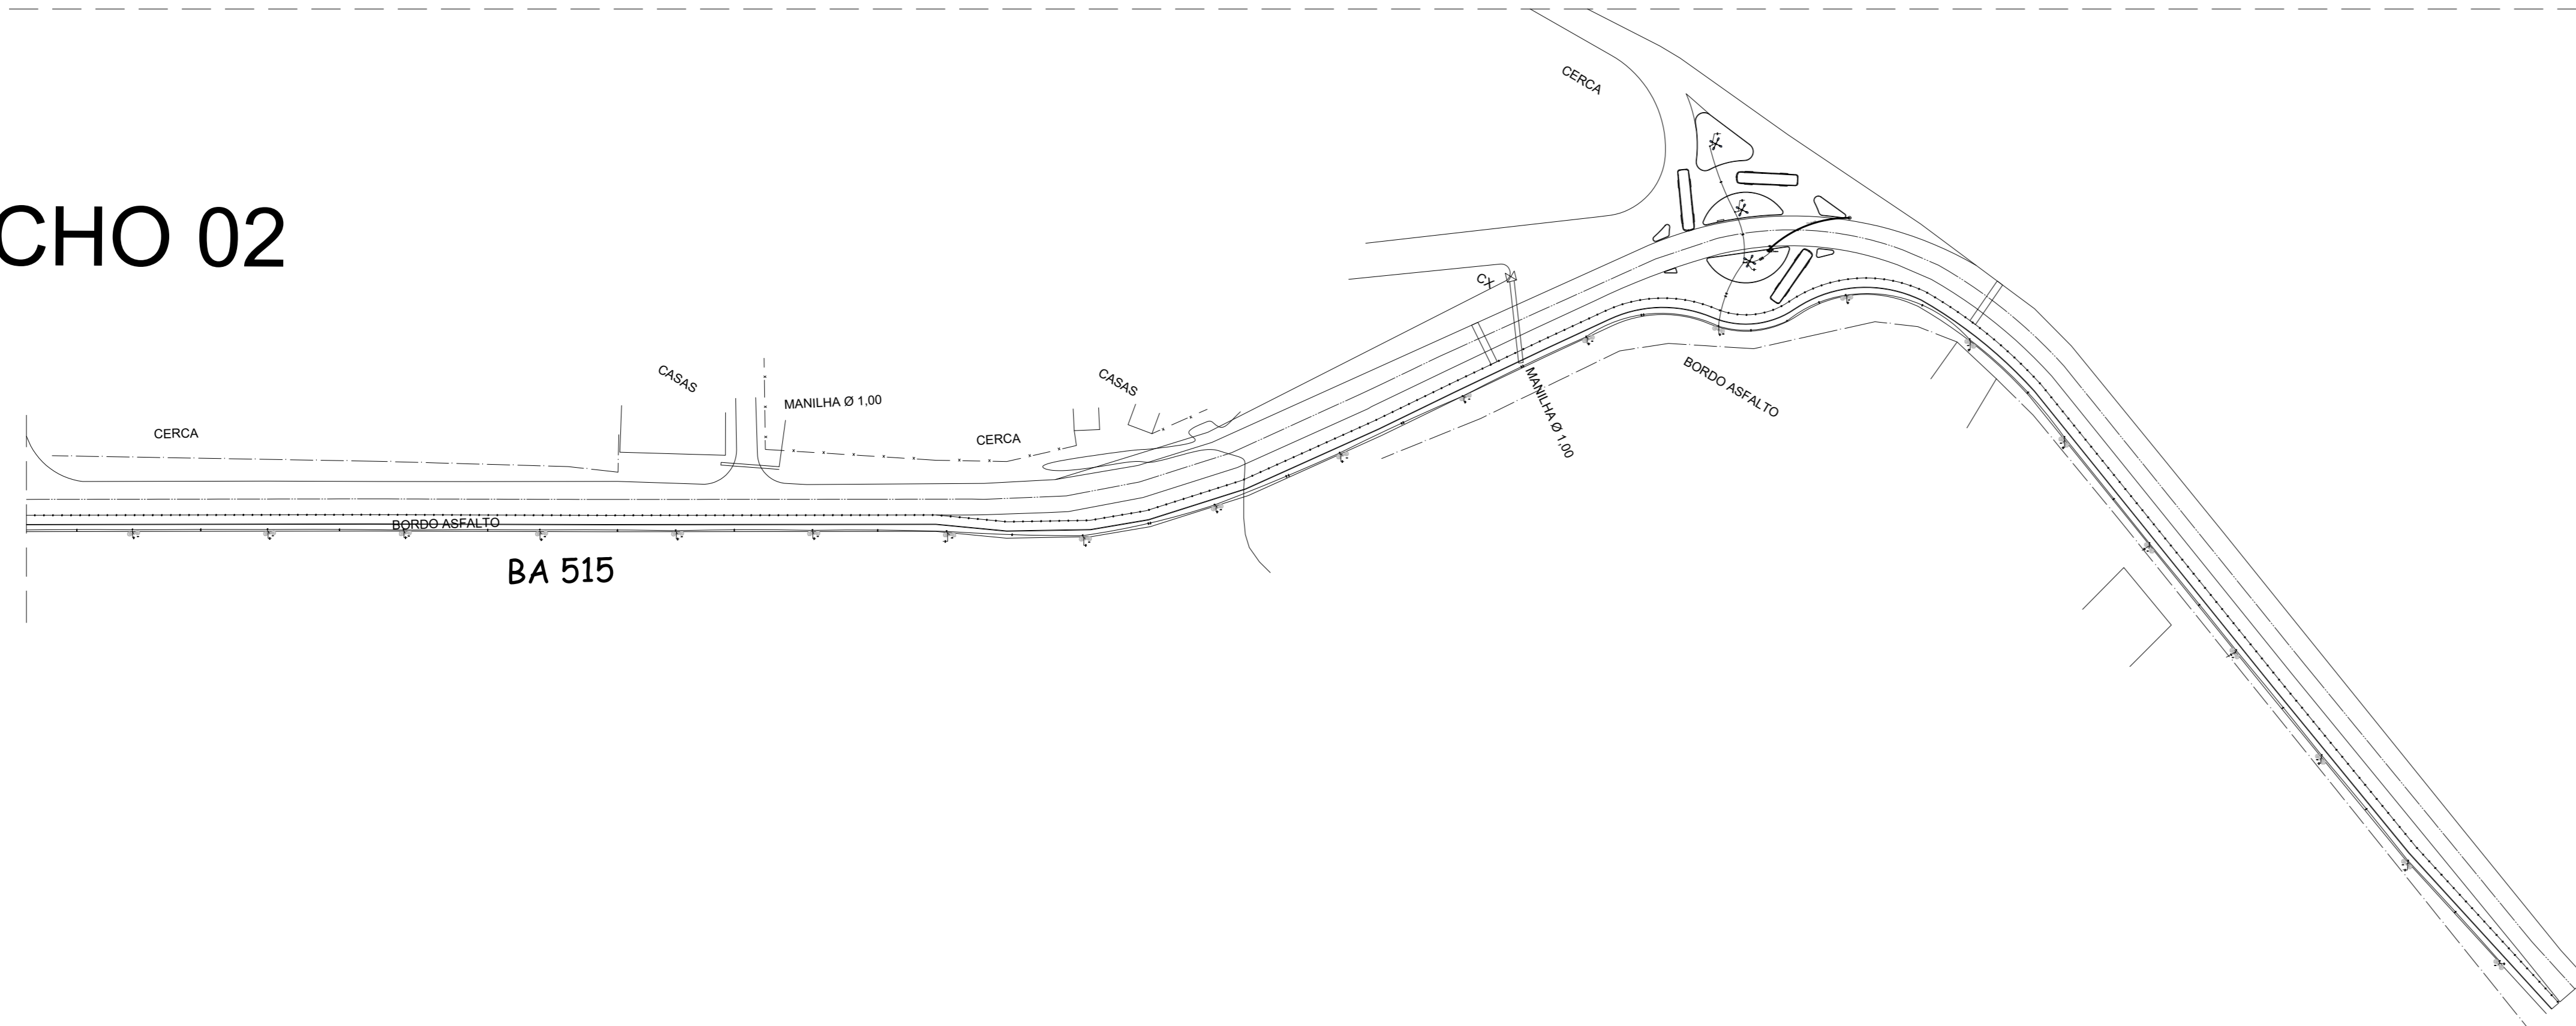 CERCA
CHO 02
CX
CASAS
CASAS
MANILHA Ø 1,00
MANILHA Ø 1,00
BORDO ASFALTO
CERCA
CERCA
BORDO ASFALTO
BA 515